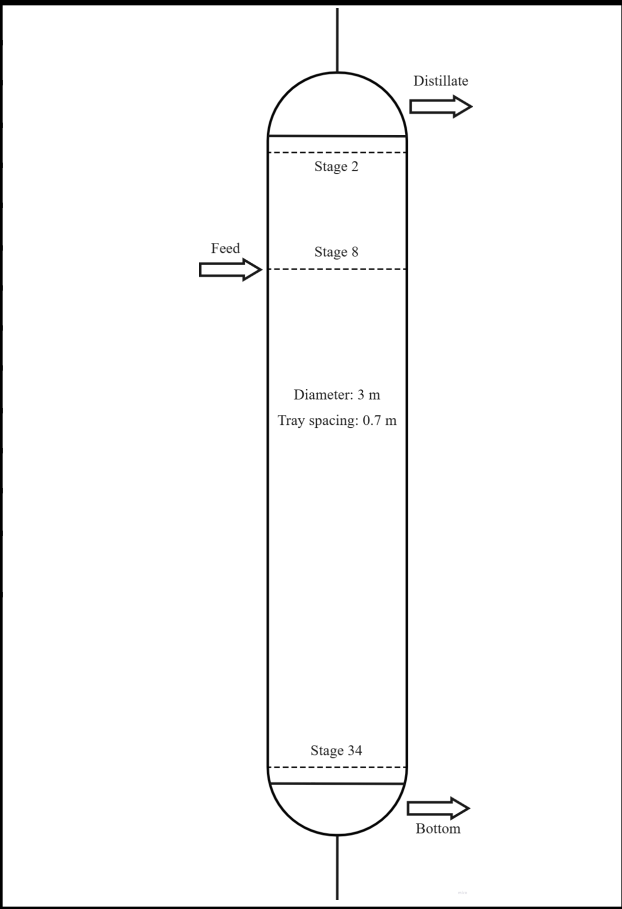 Distillate
Stage 2
Feed
Stage 8
Diameter: 3 m
Tray spacing: 0.7 m
Stage 34
Bottom